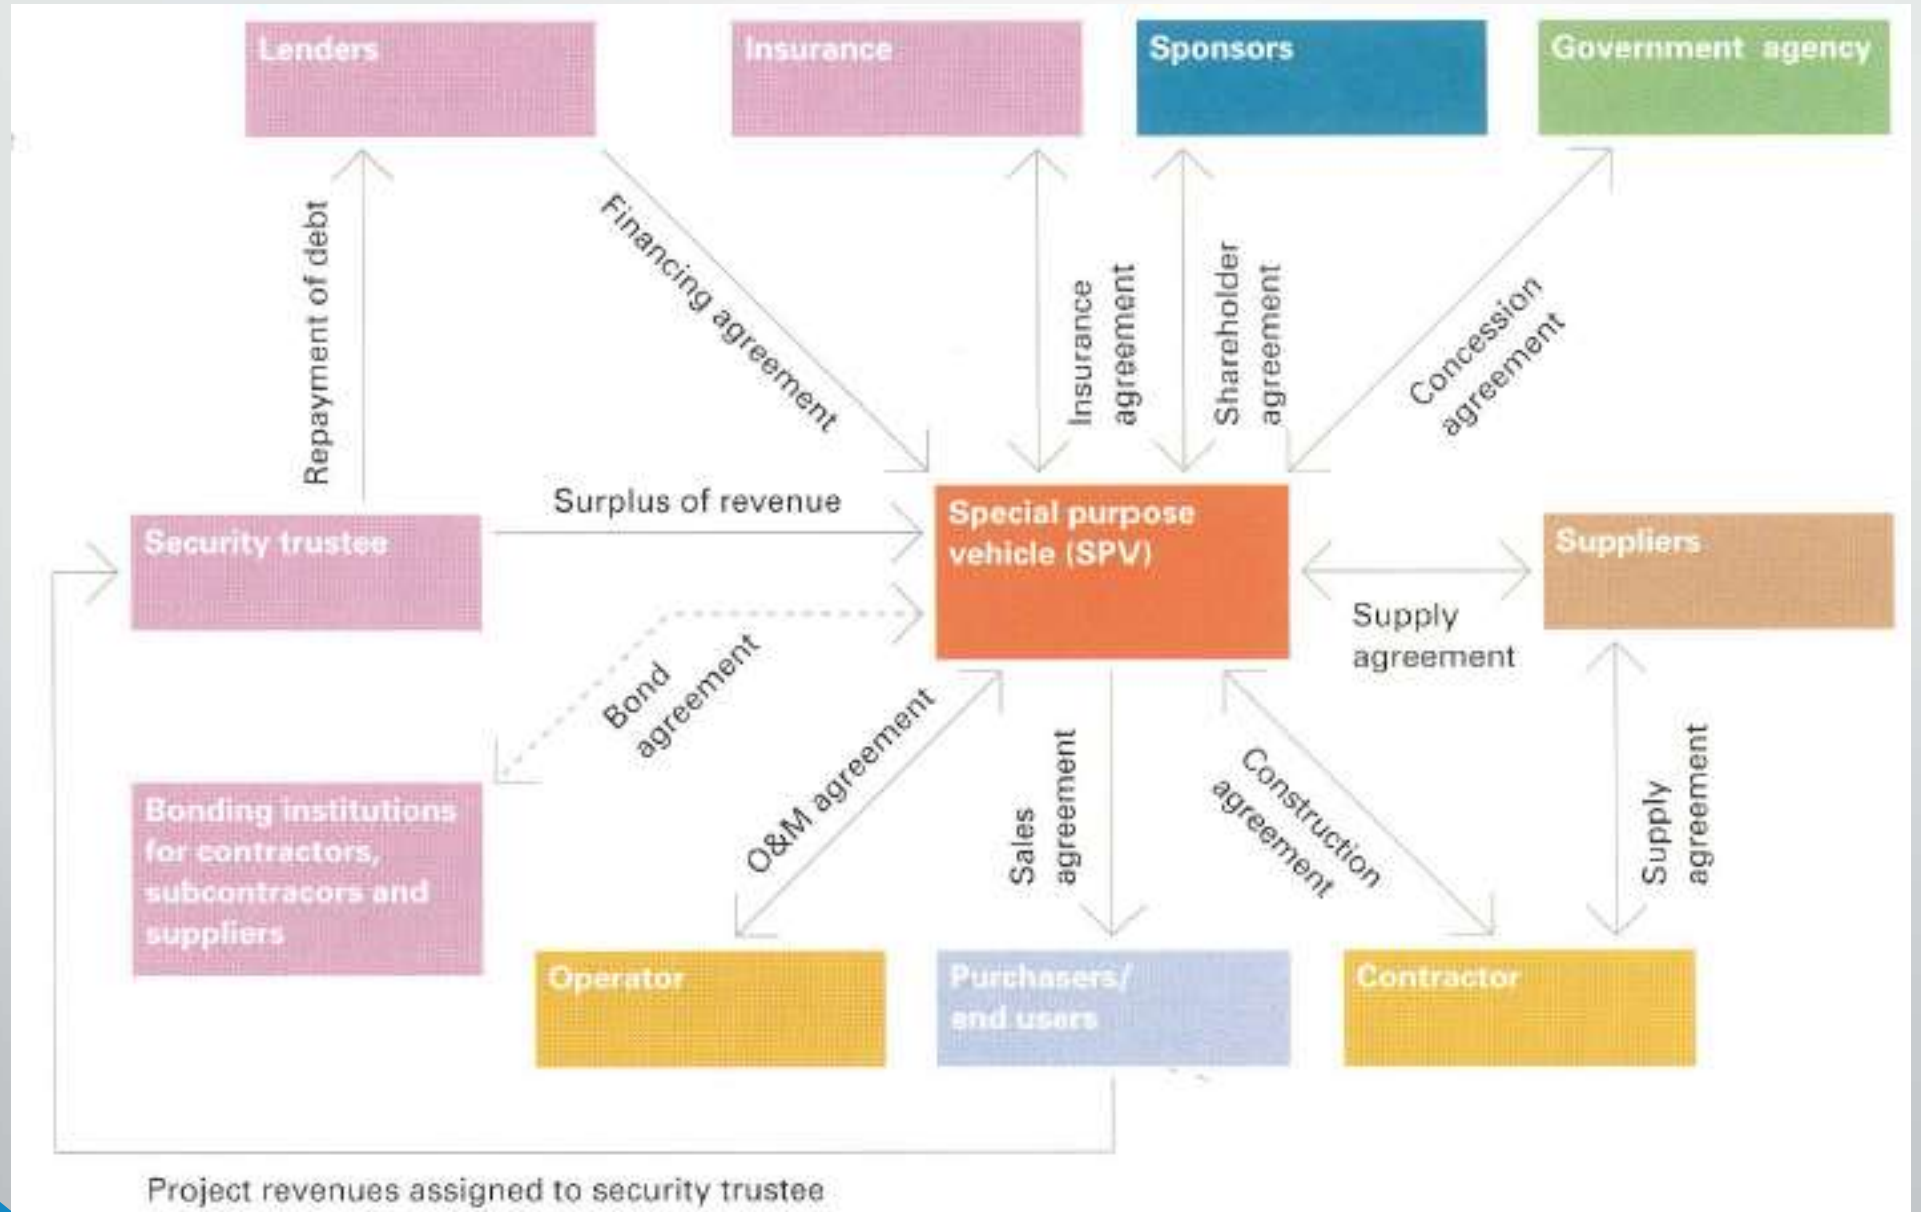 Lenders
Insurance
Sponsors
Government agency
Repayment of debt
Financing agreement
Insurance
agreement
Shareholder
agreement
Concession
agreement
Security trustee
Surplus of revenue
Special purpose
vehicle (SPV)
Suppliers
Supply
agreement
Bond
agreement
Bonding institutions
for contractors,
subcontracors and
suppliers
O&M agreement
Sales
agreement
Construction
agreement
Supply
agreement
Operator
Purchasers/
end users
Contractor
Project revenues assigned to security trustee